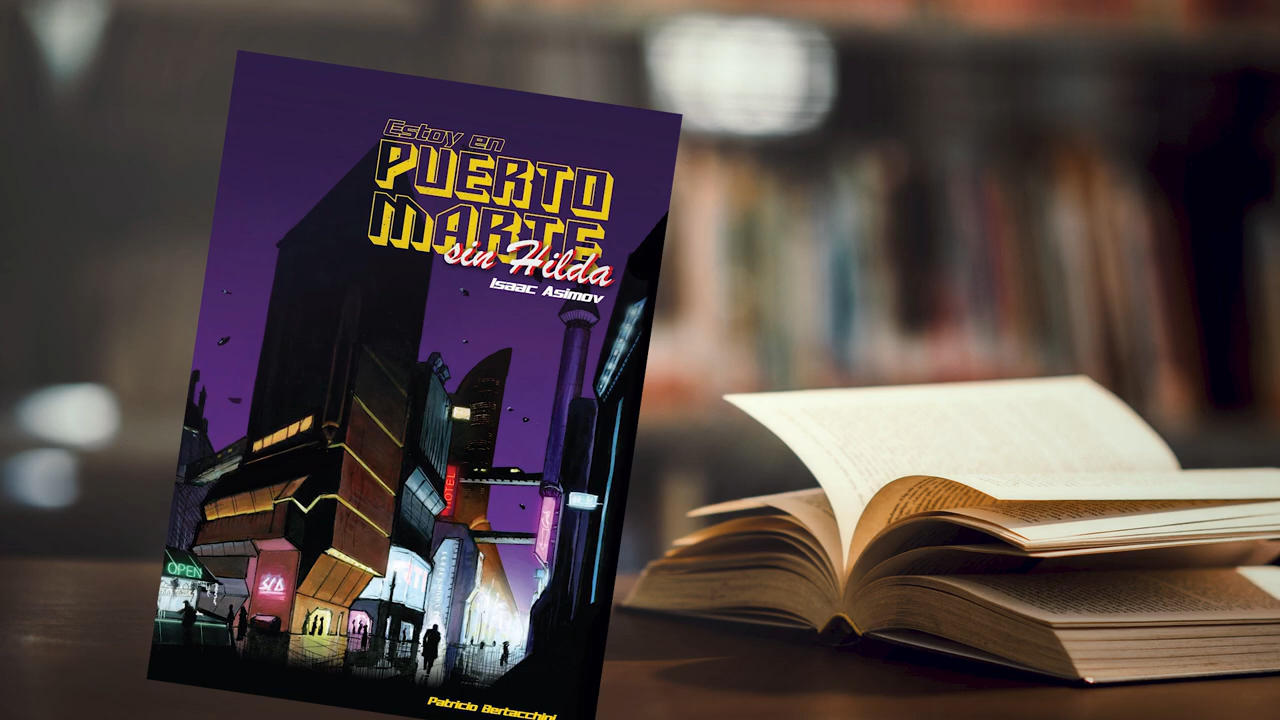 Estoy en
PUERTO
MARTE
sin Hilda
Isaac Asimov
HOTEL
OPEN
Patricio Bertacchini